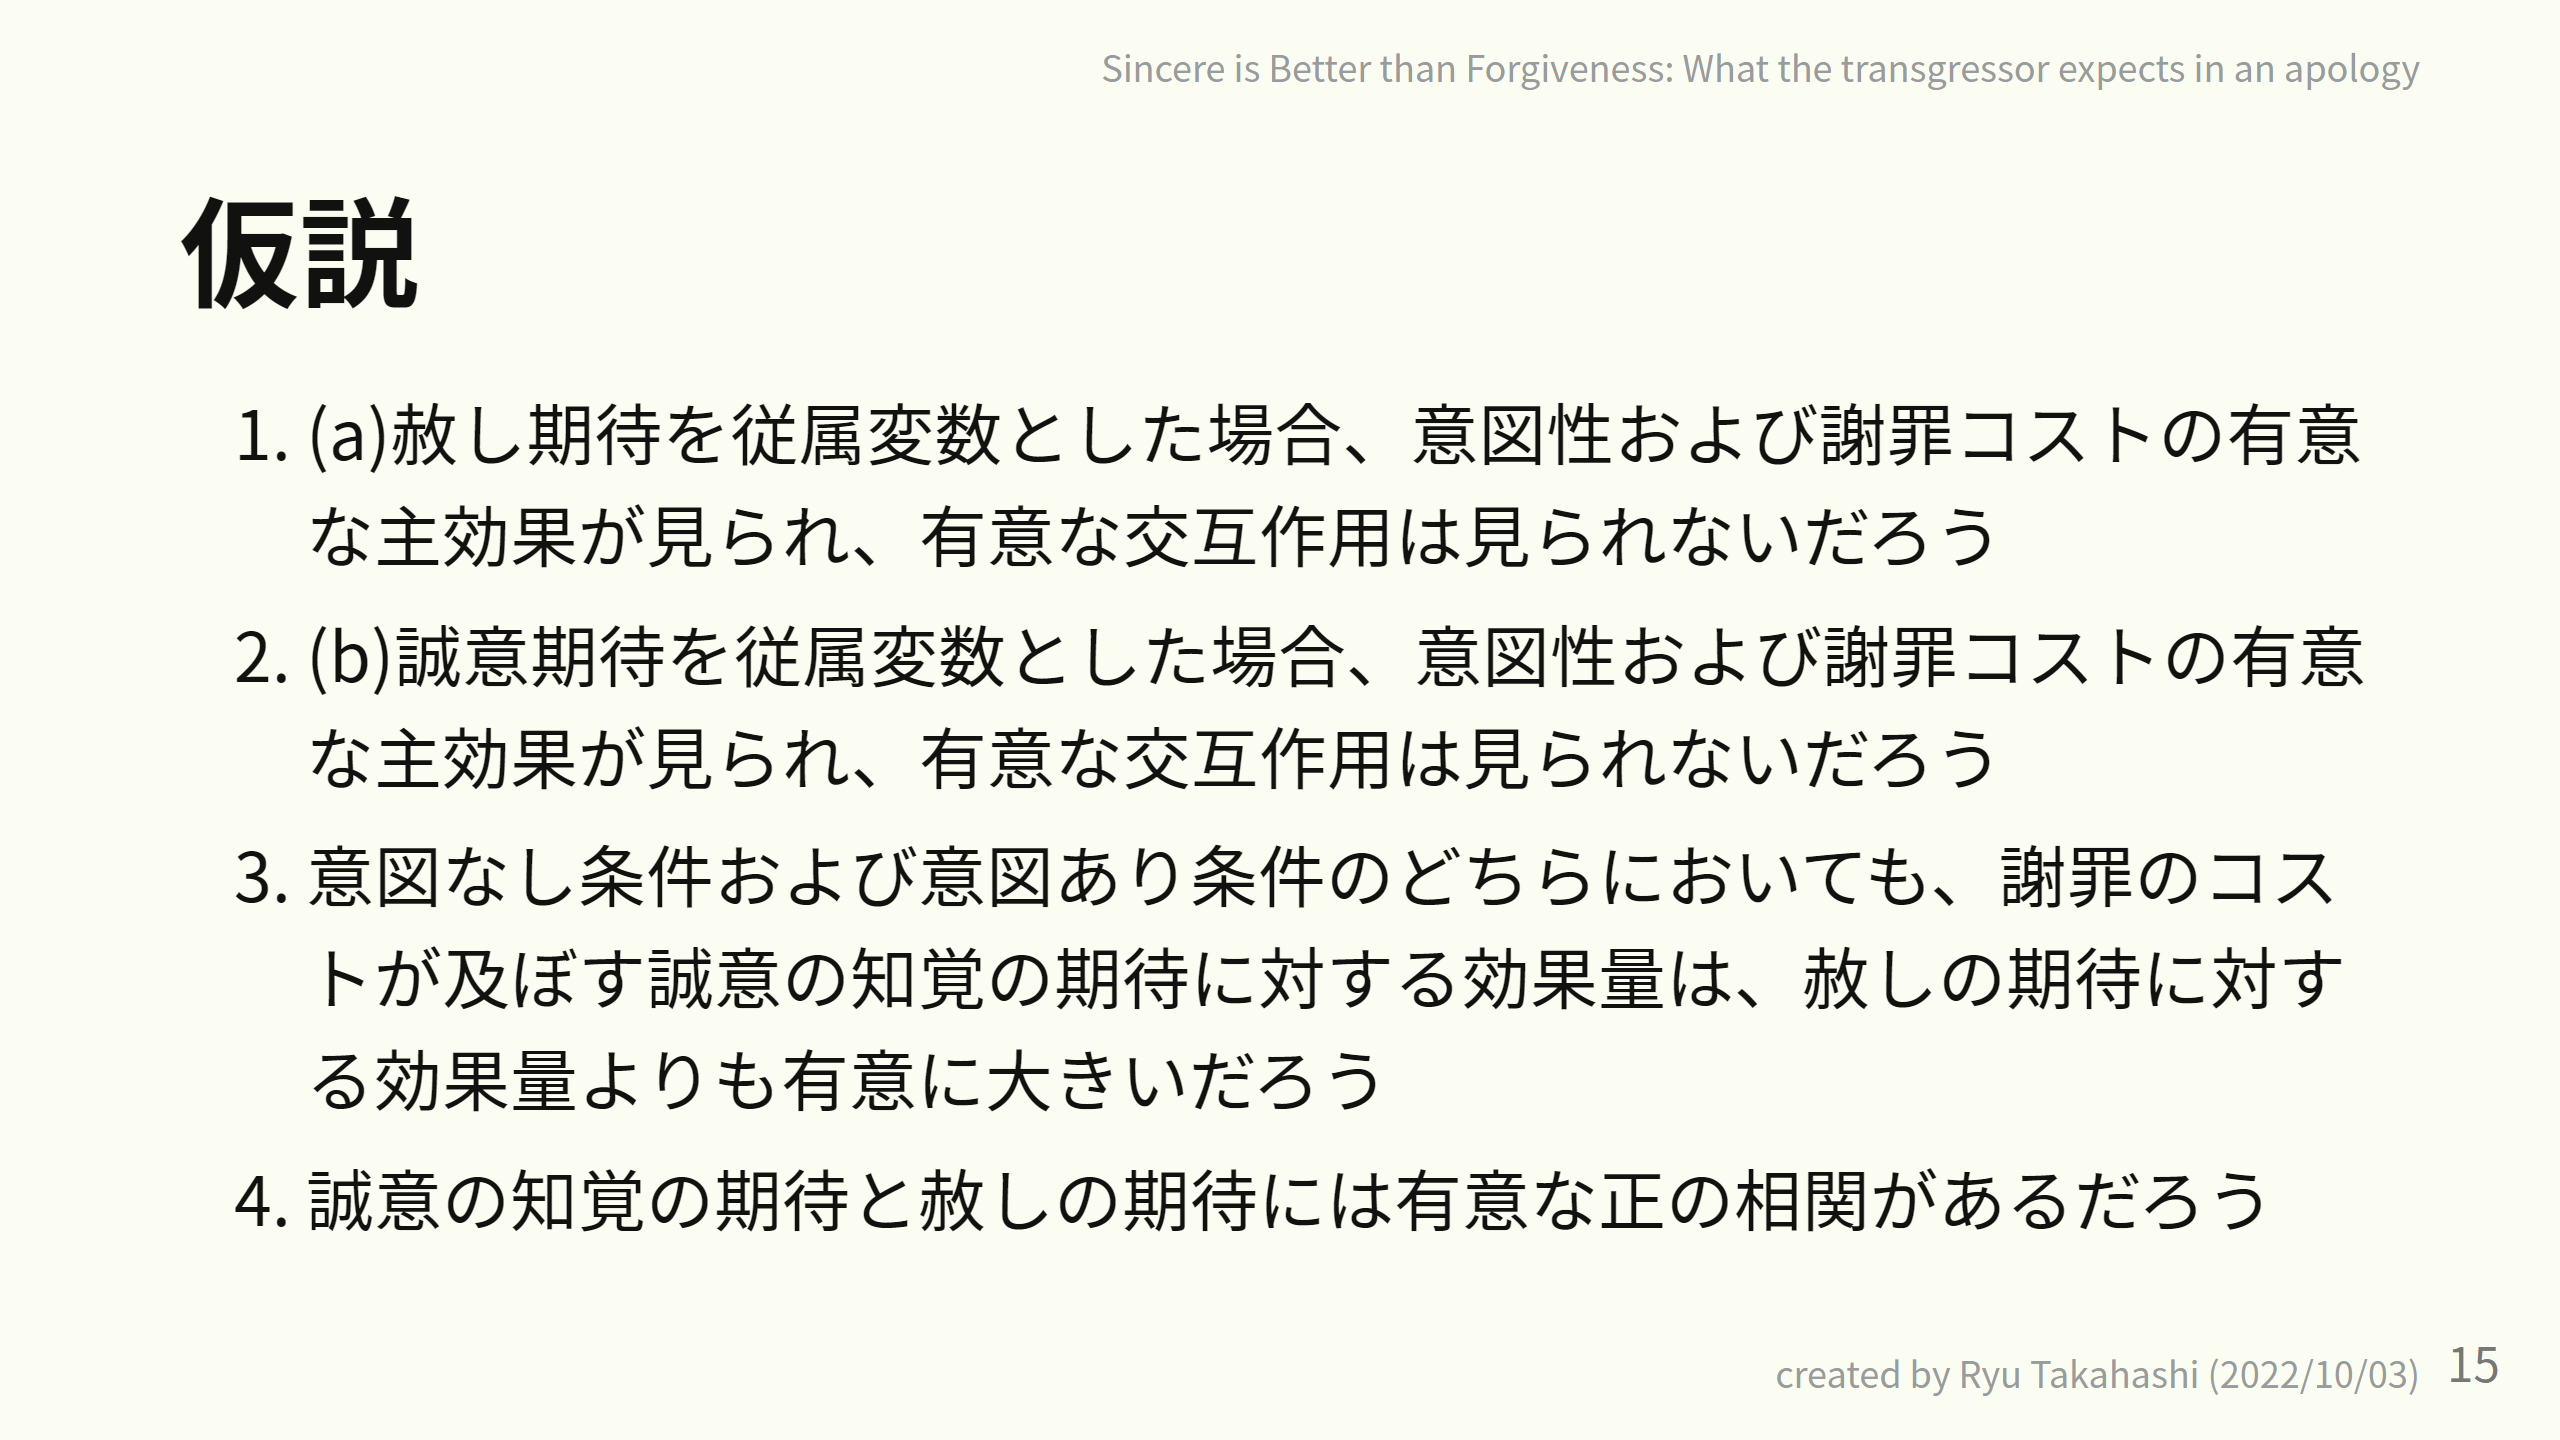 Sincere is Better than Forgiveness: What the transgressor expects in an apology
仮説
1. (a)赦し期待を従属変数とした場合、意図性および謝罪コストの有意
な主効果が見られ、有意な交互作用は見られないだろう
2. (b)誠意期待を従属変数とした場合、意図性および謝罪コストの有意
な主効果が見られ、有意な交互作用は見られないだろう
3. 意図なし条件および意図あり条件のどちらにおいても、謝罪のコス
トが及ぼす誠意の知覚の期待に対する効果量は、赦しの期待に対す
る効果量よりも有意に大きいだろう
4. 誠意の知覚の期待と赦しの期待には有意な正の相関があるだろう
created by Ryu Takahashi (2022/10/03) 15